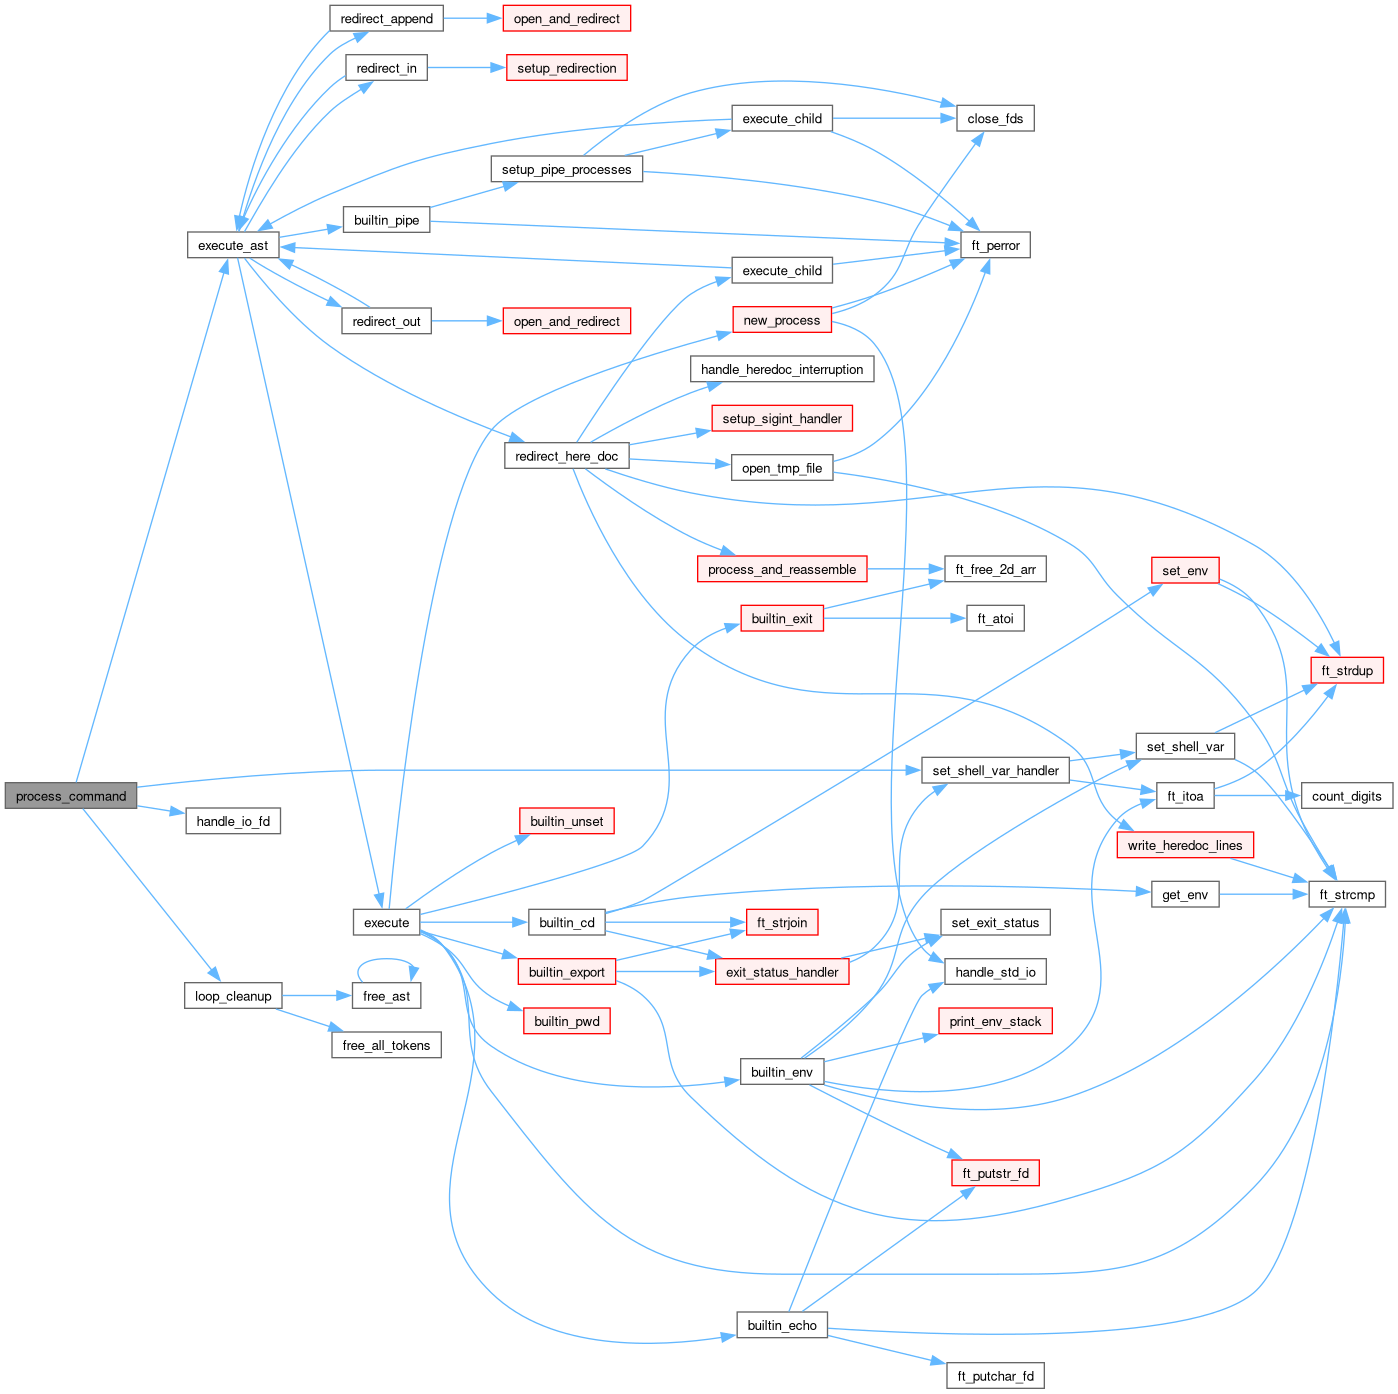 redirect_append
open_and_redirect
redirect_in
setup_redirection
execute_child
close_fds
setup_pipe_processes
builtin_pipe
execute_ast
ft_perror
execute_child
redirect_out
open_and_redirect
new_process
handle_heredoc_interruption
setup_sigint_handler
redirect_here_doc
open_tmp_file
process_and_reassemble
ft_free_2d_arr
set_env
builtin_exit
ft_atoi
ft_strdup
set_shell_var
set_shell_var_handler
process_command
ft_itoa
count_digits
handle_io_fd
builtin_unset
write_heredoc_lines
get_env
ft_strcmp
execute
builtin_cd
ft_strjoin
set_exit_status
builtin_export
exit_status_handler
handle_std_io
loop_cleanup
free_ast
builtin_pwd
print_env_stack
free_all_tokens
builtin_env
ft_putstr_fd
builtin_echo
ft_putchar_fd